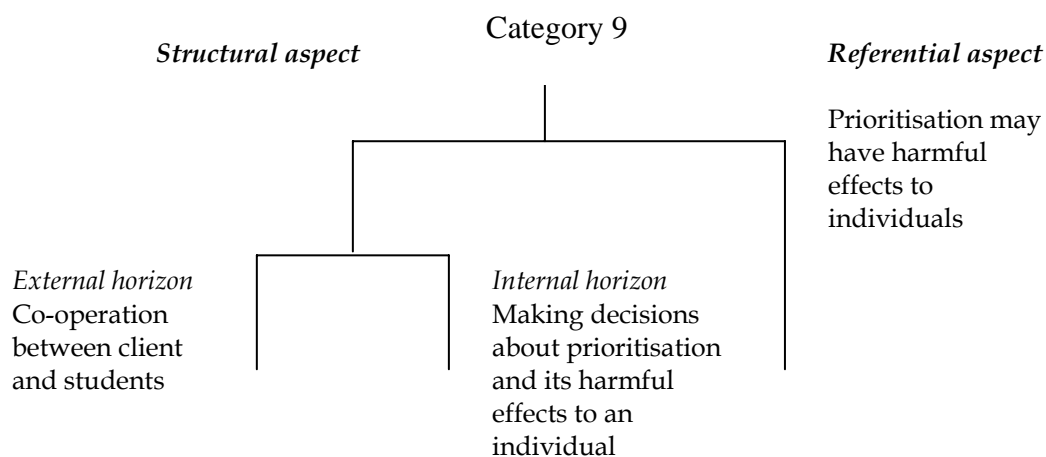 Category 9
Structural aspect
Referential aspect
Prioritisation may
have harmful
effects to
individuals
External horizon
Co-operation
between client
and students
Internal horizon
Making decisions
about prioritisation
and its harmful
effects to an
individual